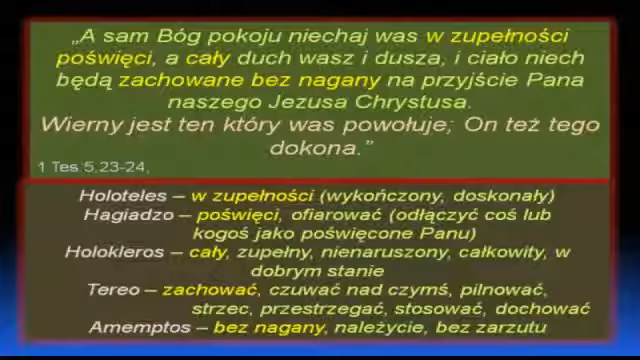 „A sam Bóg pokoju niechaj was w zupełności
poświęci, a cały duch wasz i dusza, i ciało niech
będą zachowane bez nagany na przyjście Pana
naszego Jezusa Chrystusa.
Wierny jest ten który was powołuje; On też tego
dokona.”
1 Tes.5,23-24,
Holoteles – w zupełności (wykończony, doskonały)
Hagiadzo – poświęci, ofiarować (odłączyć coś lub
kogoś jako poświęcone Panu)
Holokleros – cały, zupełny, nienaruszony, całkowity, w
dobrym stanie
Tereo – zachować, czuwać nad czymś, pilnować,
strzec, przestrzegać, stosować, dochować
Amemptos – bez nagany, należycie, bez zarzutu